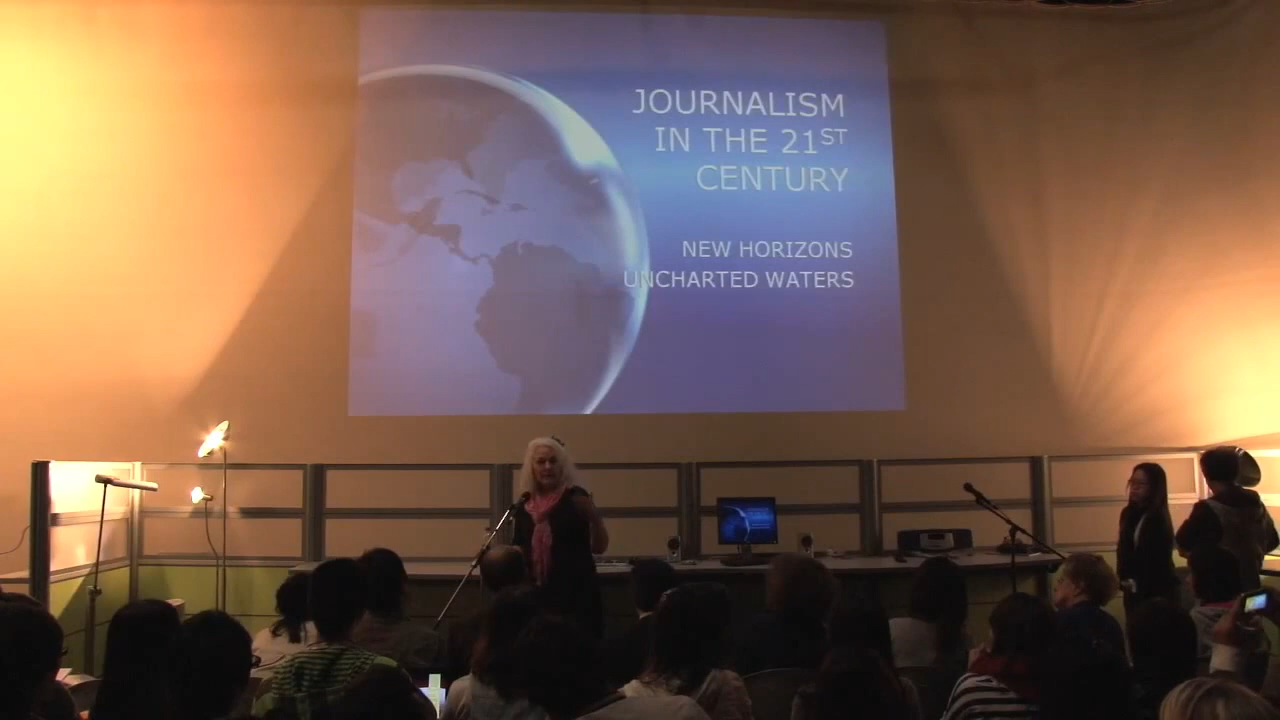 JOURNALISM
IN THE 21ST
CENTURY
NEW HORIZONS
UNCHARTED WATERS